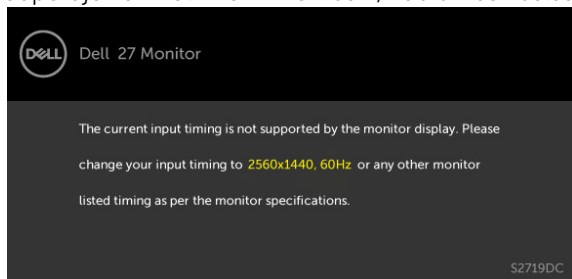 DELL Dell 27 Monitor
The current input timing is not supported by the monitor display. Please
change your input timing to 2560x1440, 60Hz or any other monitor
listed timing as per the monitor specifications.
S2719DC